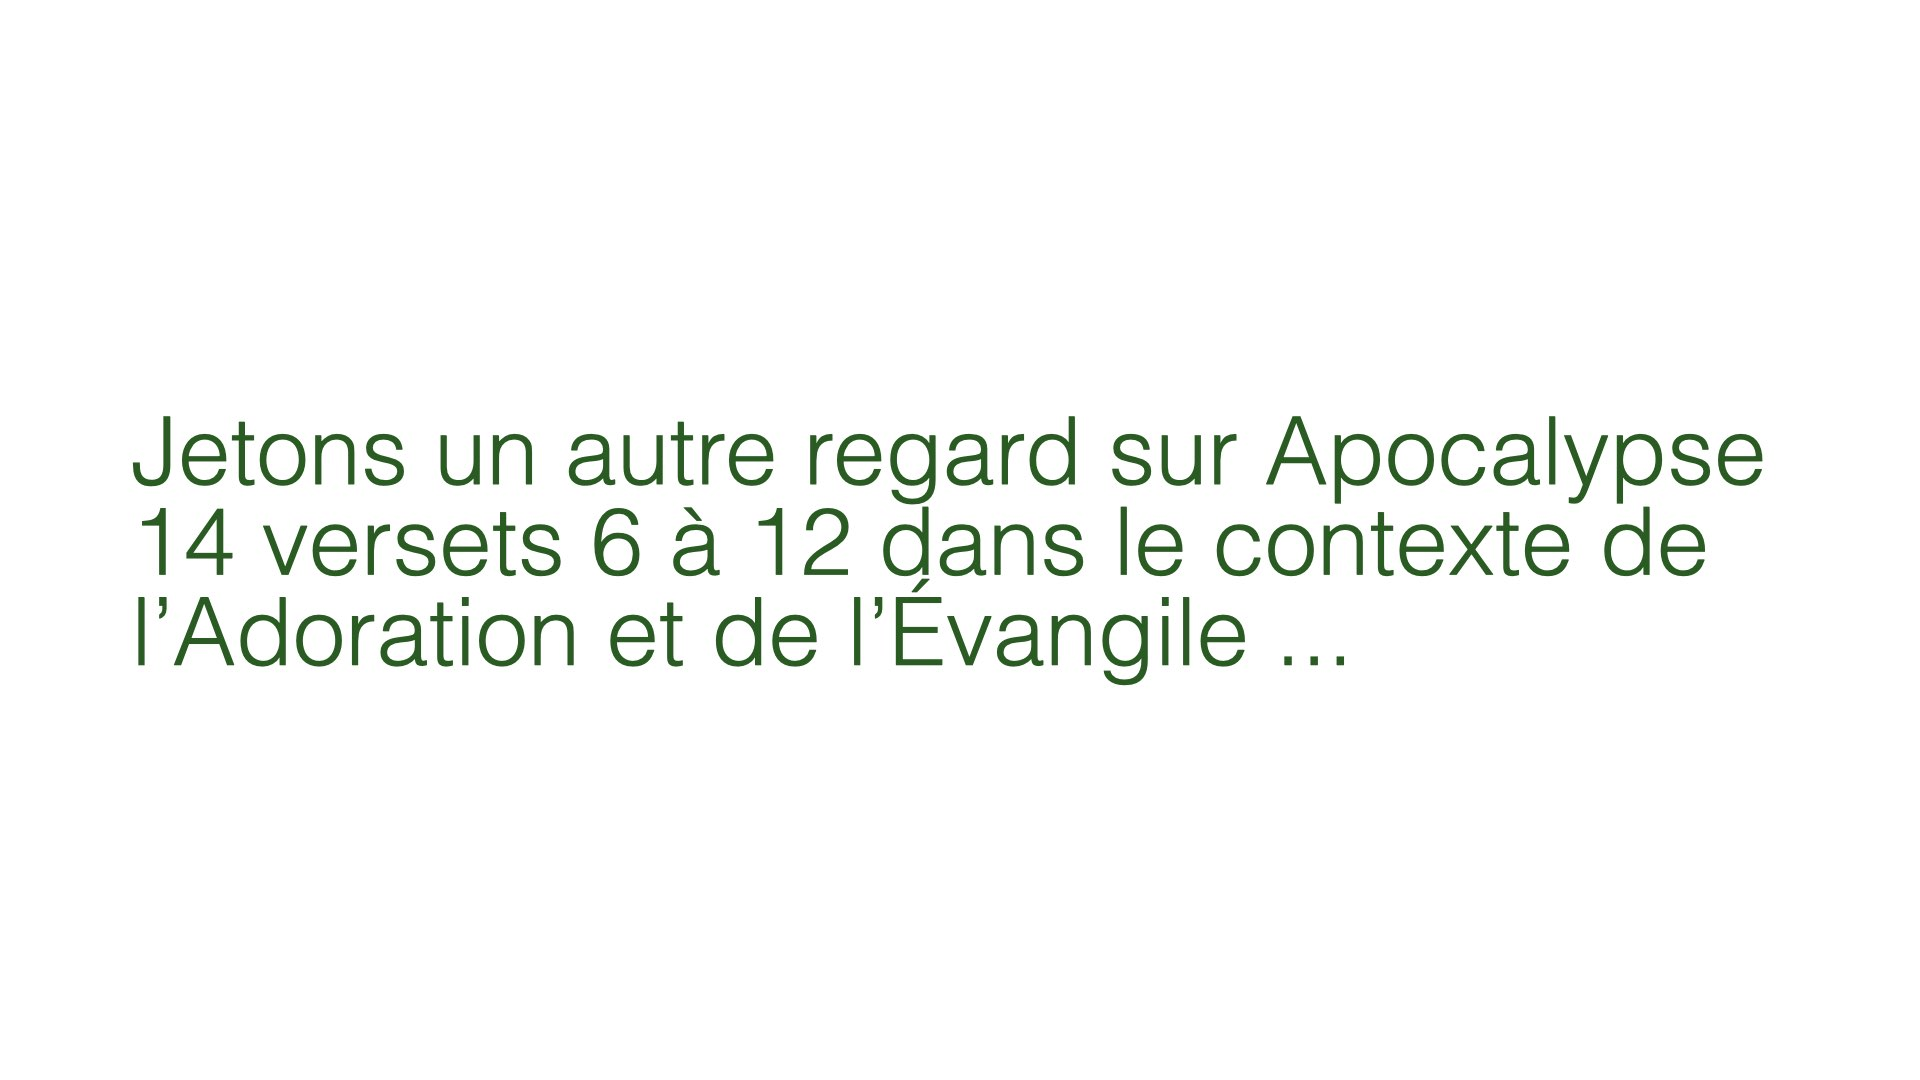 Jetons un autre regard sur Apocalypse
14 versets 6 à 12 dans le contexte de
l’Adoration et de l’Évangile ...